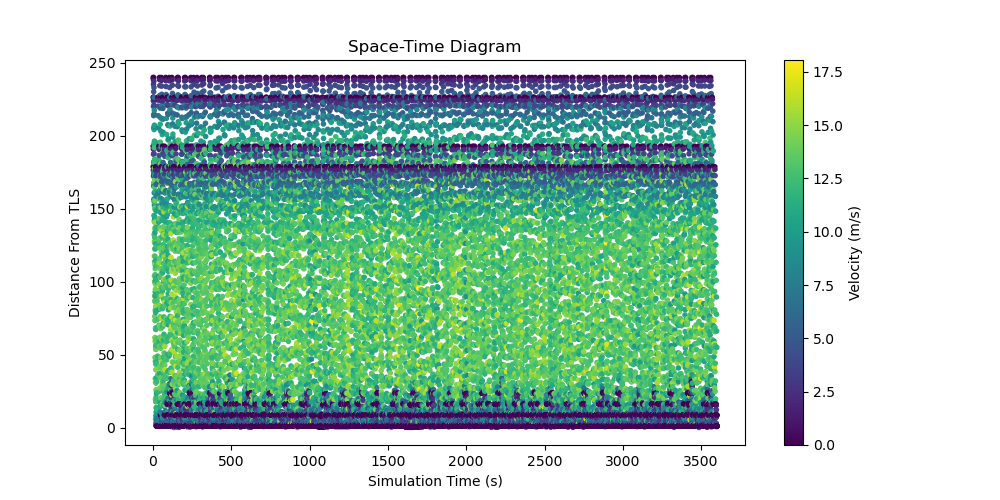 Space-Time Diagram
250
200
150
100
50
0
Distance From TLS
0 500 1000 1500 2000 2500 3000 3500
Simulation Time (s)
17.5
15.0
12.5
10.0
7.5
5.0
2.5
0.0
Velocity (m/s)